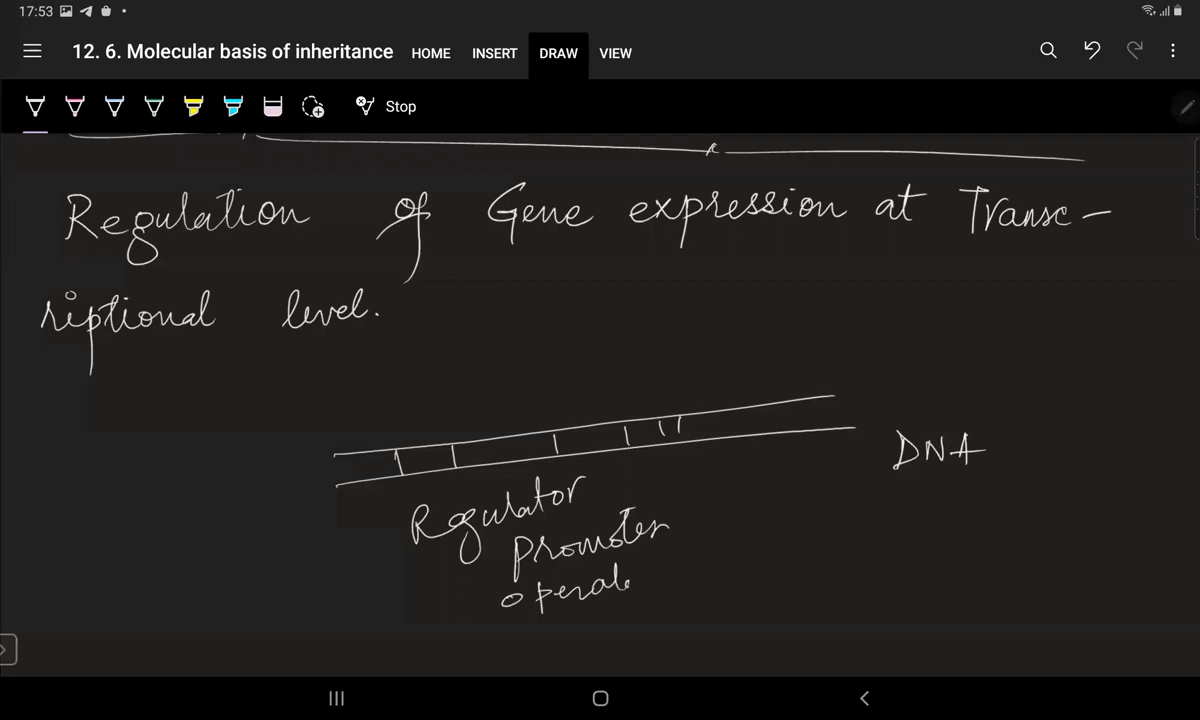 17:53
12. 6. Molecular basis of inheritance HOME INSERT DRAW VIEW
Stop
Regulation of Gene expression at Transc-
riptional level.
DNA
Regulator
promoter
operato